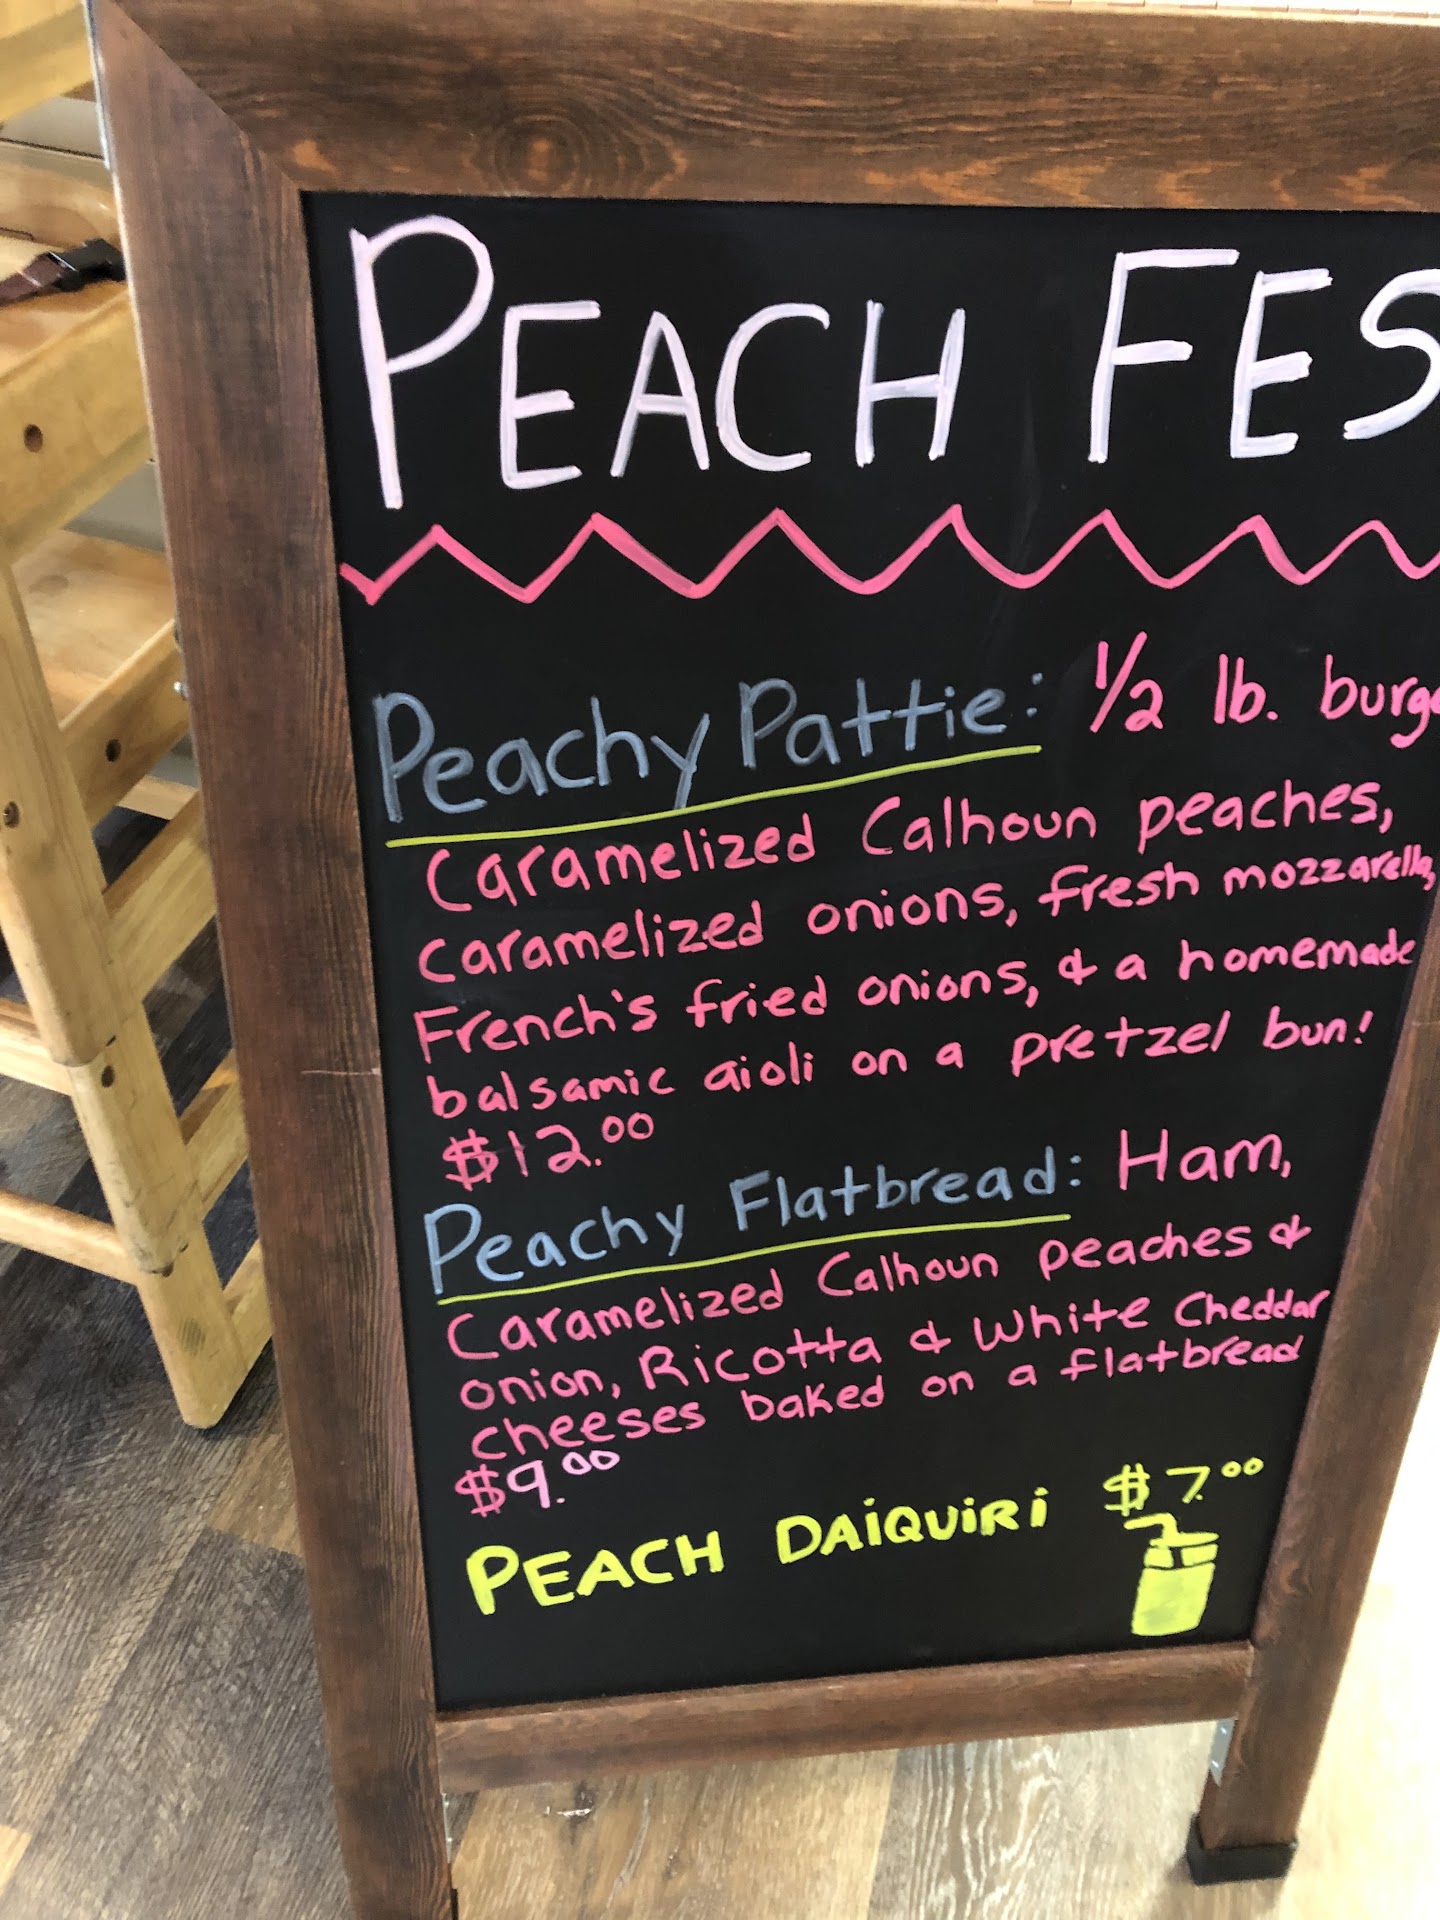 PEACH FES
Peachy Pattie: 1/2 lb. burge
Caramelized Calhoun peaches,
caramelized onions, fresh mozzarella,
French's fried onions, & a homemade
balsamic aioli on a pretzel bun!
$12.00
Peachy Flatbread: Ham,
Caramelized Calhoun peaches &
onion, Ricotta & White Cheddar
cheeses baked on a flatbread
$9.00
PEACH DAIQUIRI $7.00